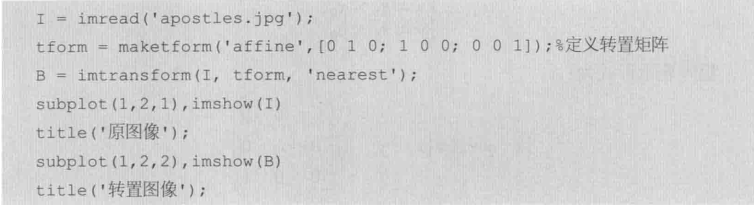 I = imread('apostles.jpg');
tform = maketform('affine',[0 1 0; 1 0 0; 0 0 1]);%定义转置矩阵
B = imtransform(I, tform, 'nearest');
subplot(1,2,1),imshow(I)
title('原图像');
subplot(1,2,2),imshow(B)
title('转置图像');